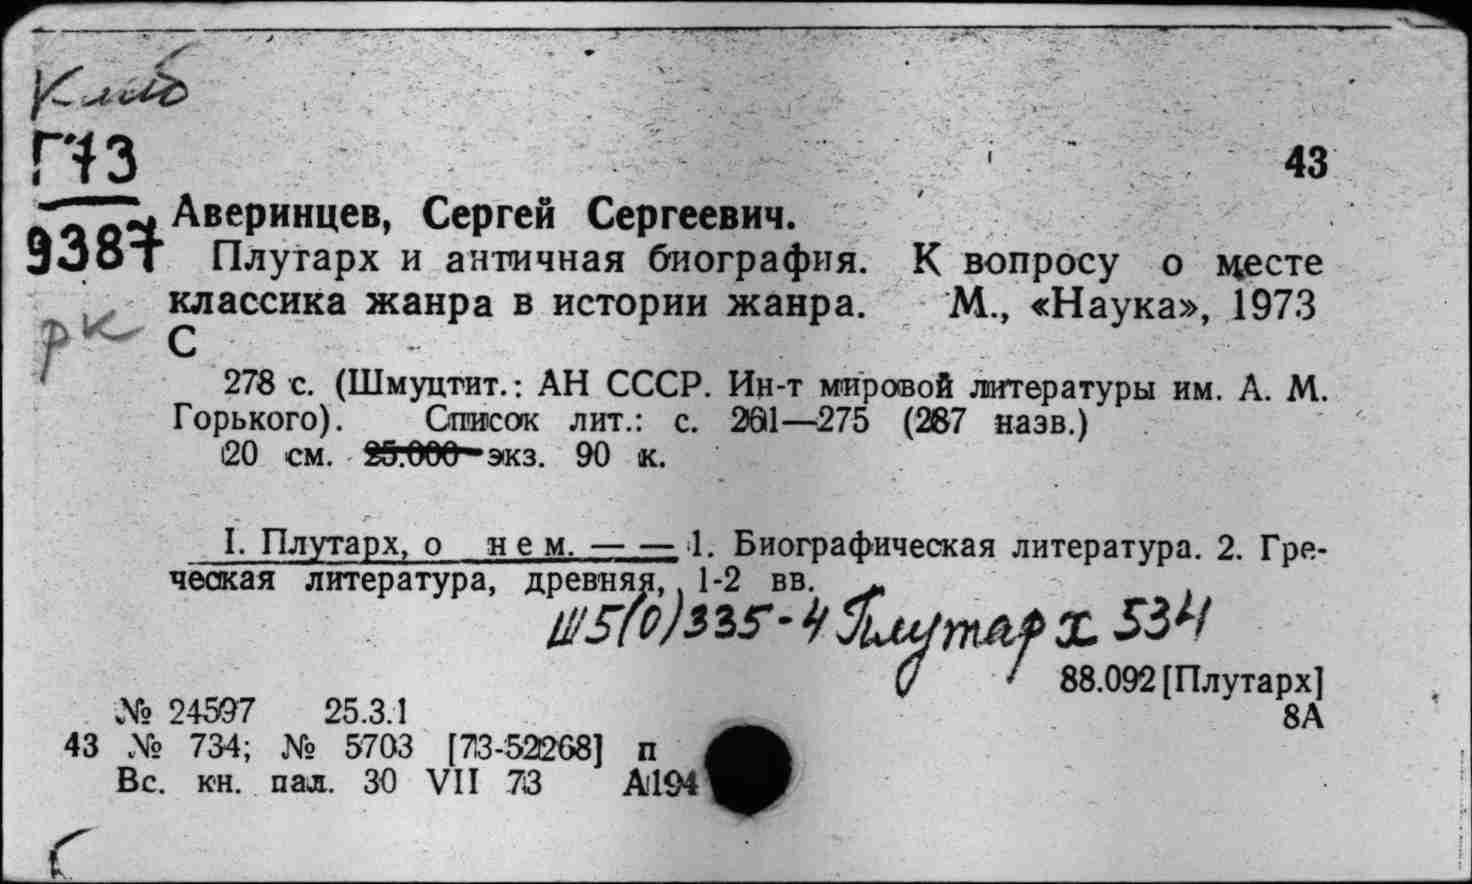 Г73
43
9387
Аверинцев, Сергей Сергеевич.
Плутарх и античная биография. К вопросу о месте
классика жанра в истории жанра. М., «Наука», 1973
рк
С
278 с. (Шмуцтит.: АН СССР. Ин-т мировой литературы им. А. М.
Горького). Список лит.: с. 261—275 (287 назв.)
20 см. 25.000 экз. 90 к.
I. Плутарх, о нем. — — 1. Биографическая литература. 2. Гре-
ческая литература, древняя, 1-2 вв.
Ш5(0)335-4 Плутарх 534
88.092 [Плутарх]
№ 24597 25.3.1
8А
43 № 734; № 5703 [73-52268] п
Вс. кн. пал. 30 VII 73 А194